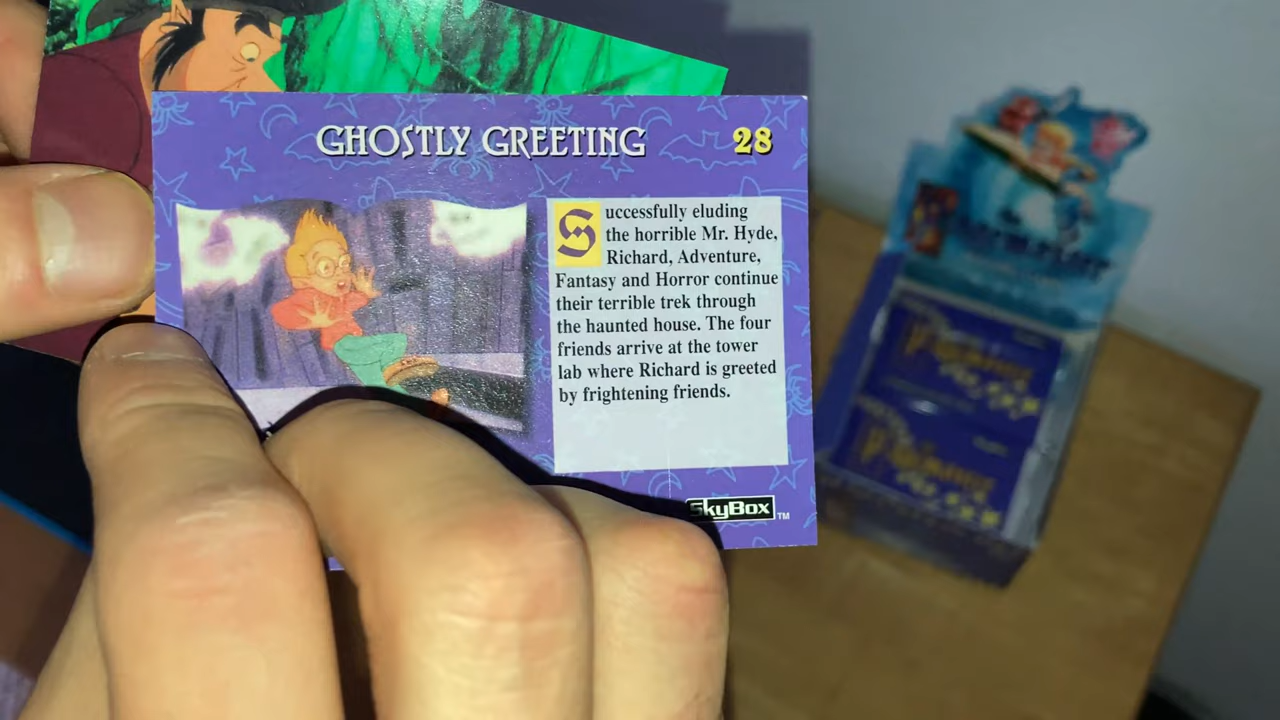 GHOSTLY GREETING 28
Successfully eluding
the horrible Mr. Hyde,
Richard, Adventure,
Fantasy and Horror continue
their terrible trek through
the haunted house. The four
friends arrive at the tower
lab where Richard is greeted
by frightening friends.
SkyBox TM